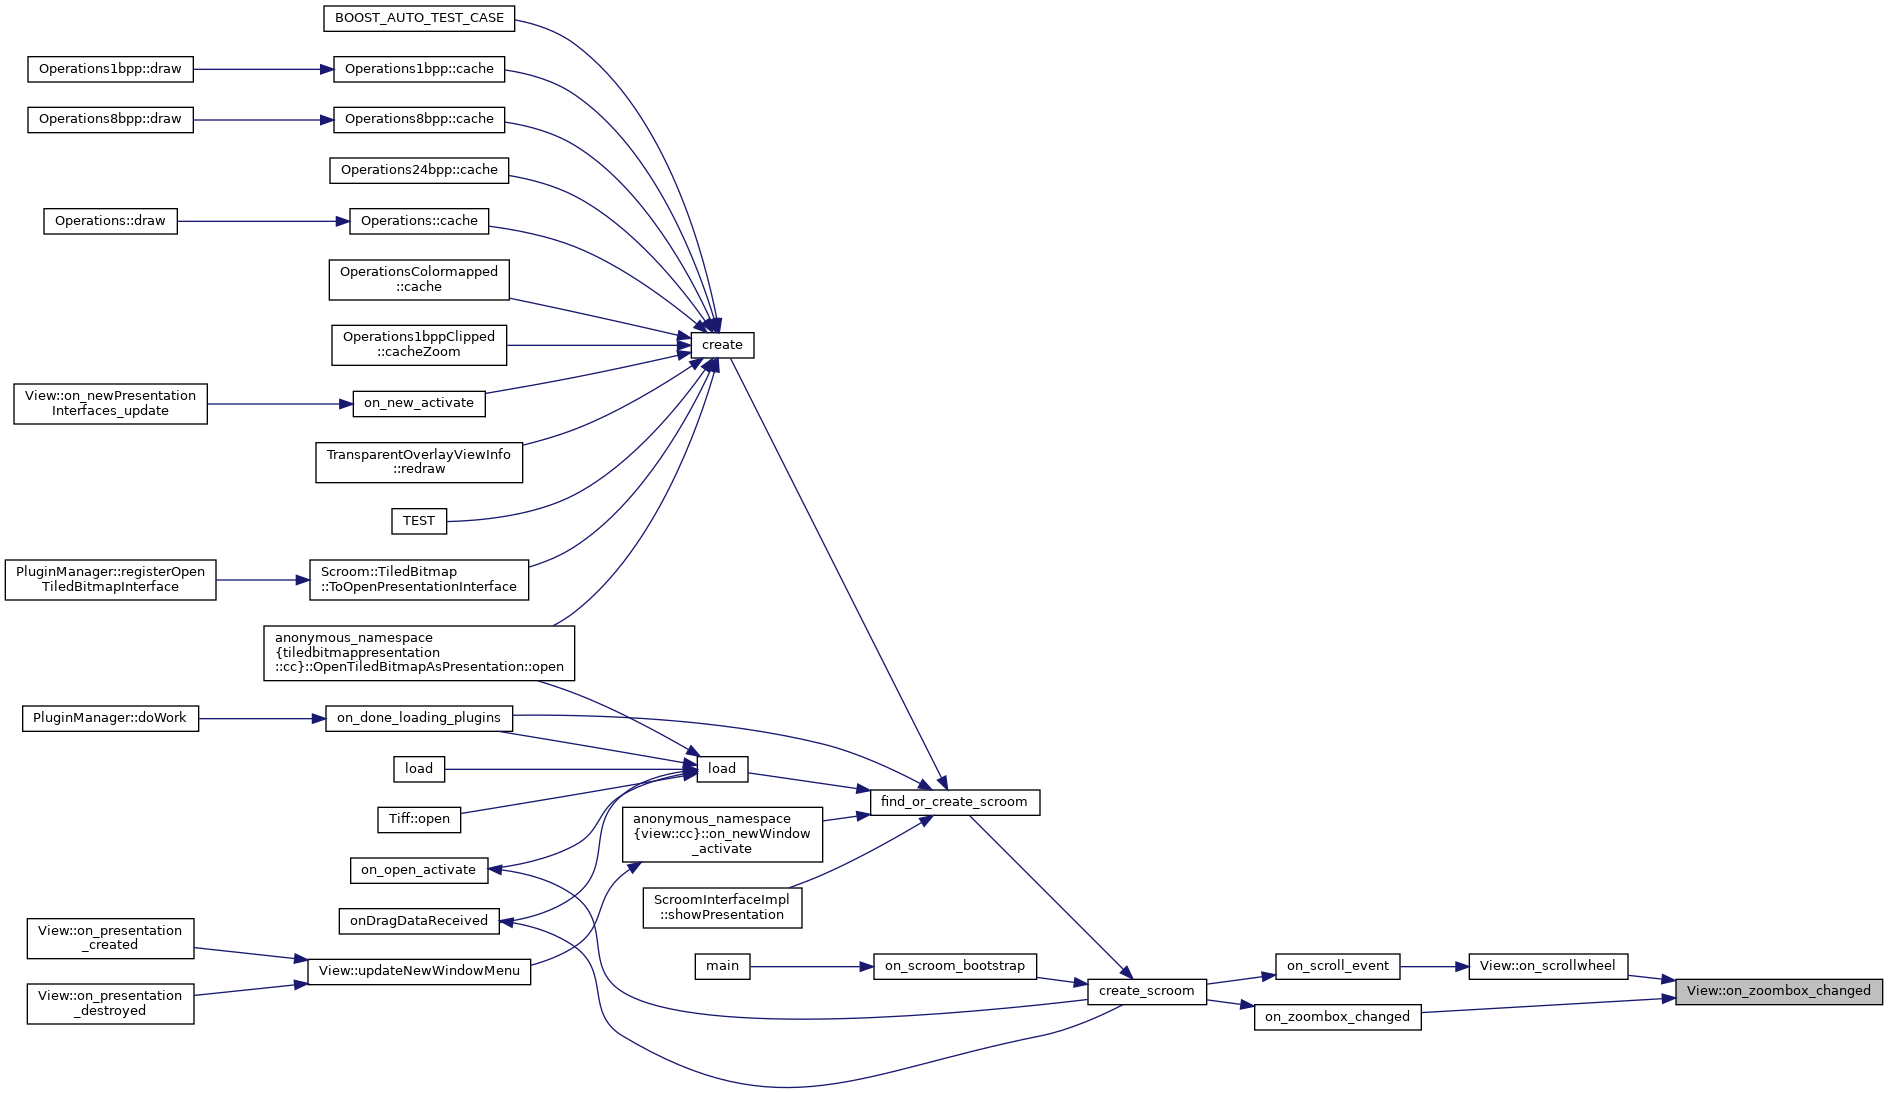 BOOST_AUTO_TEST_CASE
Operations1bpp::draw
Operations1bpp::cache
Operations8bpp::draw
Operations8bpp::cache
Operations24bpp::cache
Operations::draw
Operations::cache
OperationsColormapped
::cache
Operations1bppClipped
::cacheZoom
create
View::on_newPresentation
Interfaces_update
on_new_activate
TransparentOverlayViewInfo
::redraw
TEST
PluginManager::registerOpen
TiledBitmapInterface
Scroom::TiledBitmap
::ToOpenPresentationInterface
anonymous_namespace
{tiledbitmappresentation
::cc}::OpenTiledBitmapAsPresentation::open
PluginManager::doWork
on_done_loading_plugins
load
load
find_or_create_scroom
Tiff::open
anonymous_namespace
{view::cc}::on_newWindow
_activate
on_open_activate
ScroomInterfaceImpl
::showPresentation
onDragDataReceived
View::on_presentation
_created
View::updateNewWindowMenu
View::on_presentation
_destroyed
main
on_scroom_bootstrap
create_scroom
on_scroll_event
View::on_scrollwheel
on_zoombox_changed
View::on_zoombox_changed